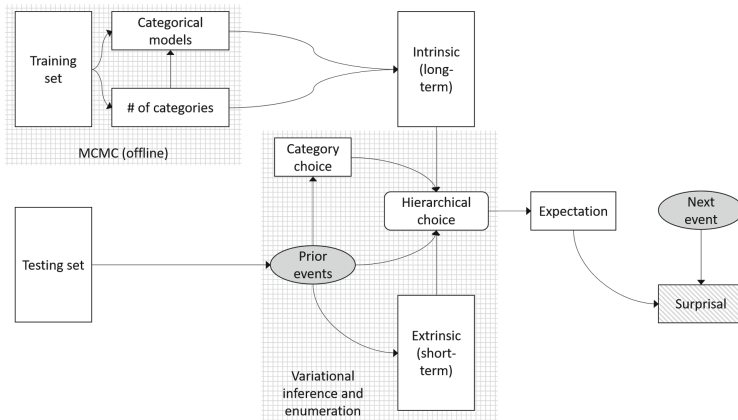 Training
set
Categorical
models
# of categories
MCMC (offline)
Intrinsic
(long-
term)
Category
choice
Hierarchical
choice
Expectation
Next
event
Testing set
Prior
events
Surprisal
Extrinsic
(short-
term)
Variational
inference and
enumeration